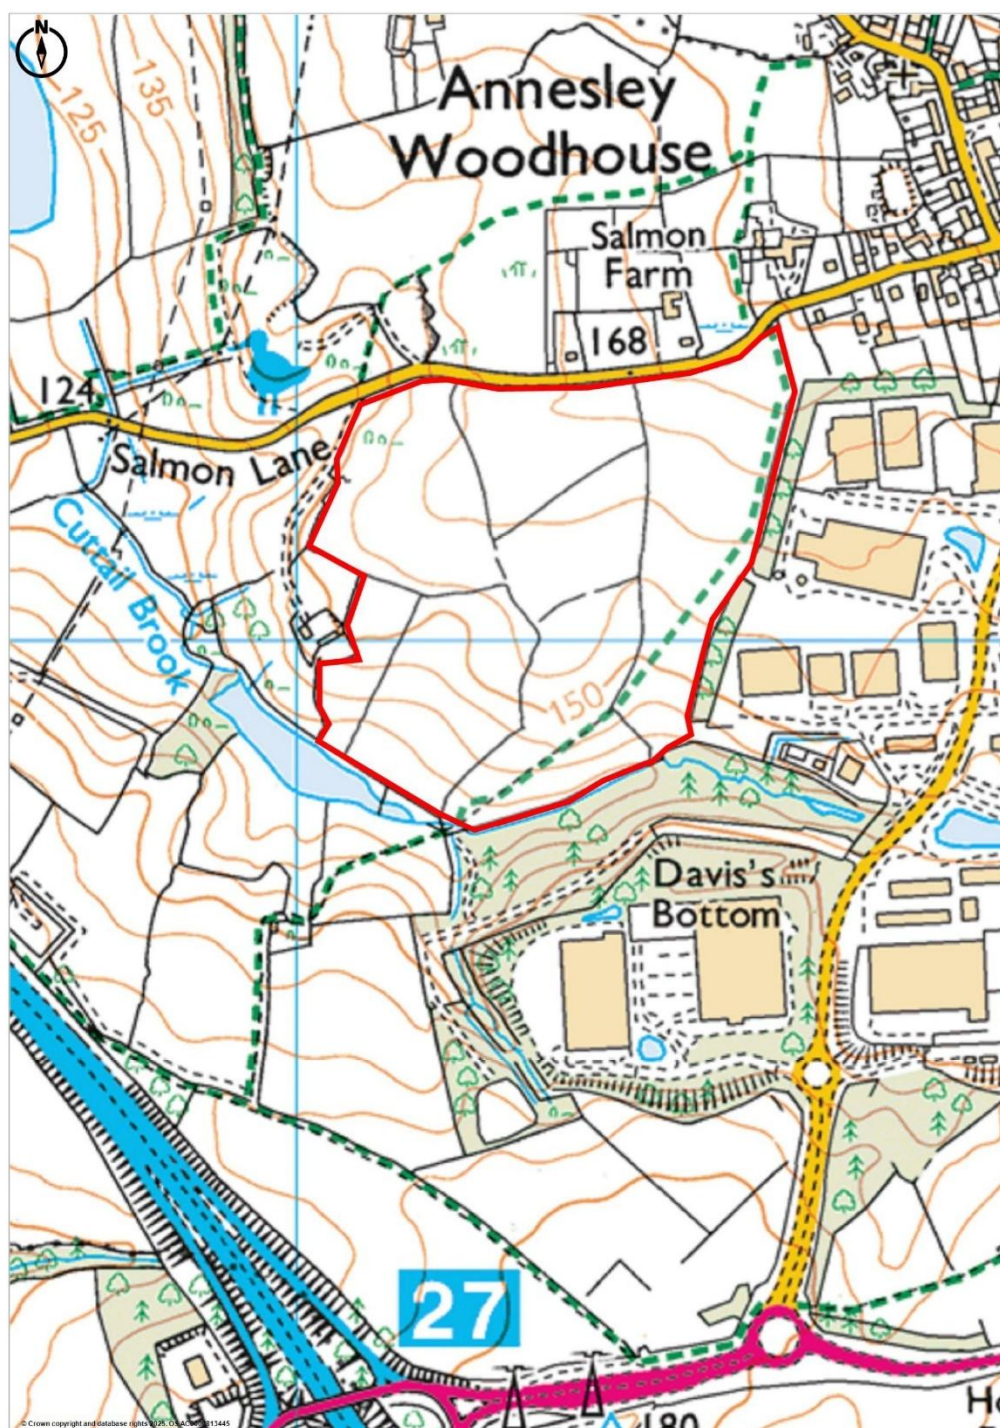 N
125
135
Annesley
Woodhouse
Salmon
Farm
168
124
Salmon Lane
Cuttail Brook
150
Davis's
Bottom
27
180
© Crown copyright and database rights 2025. OS